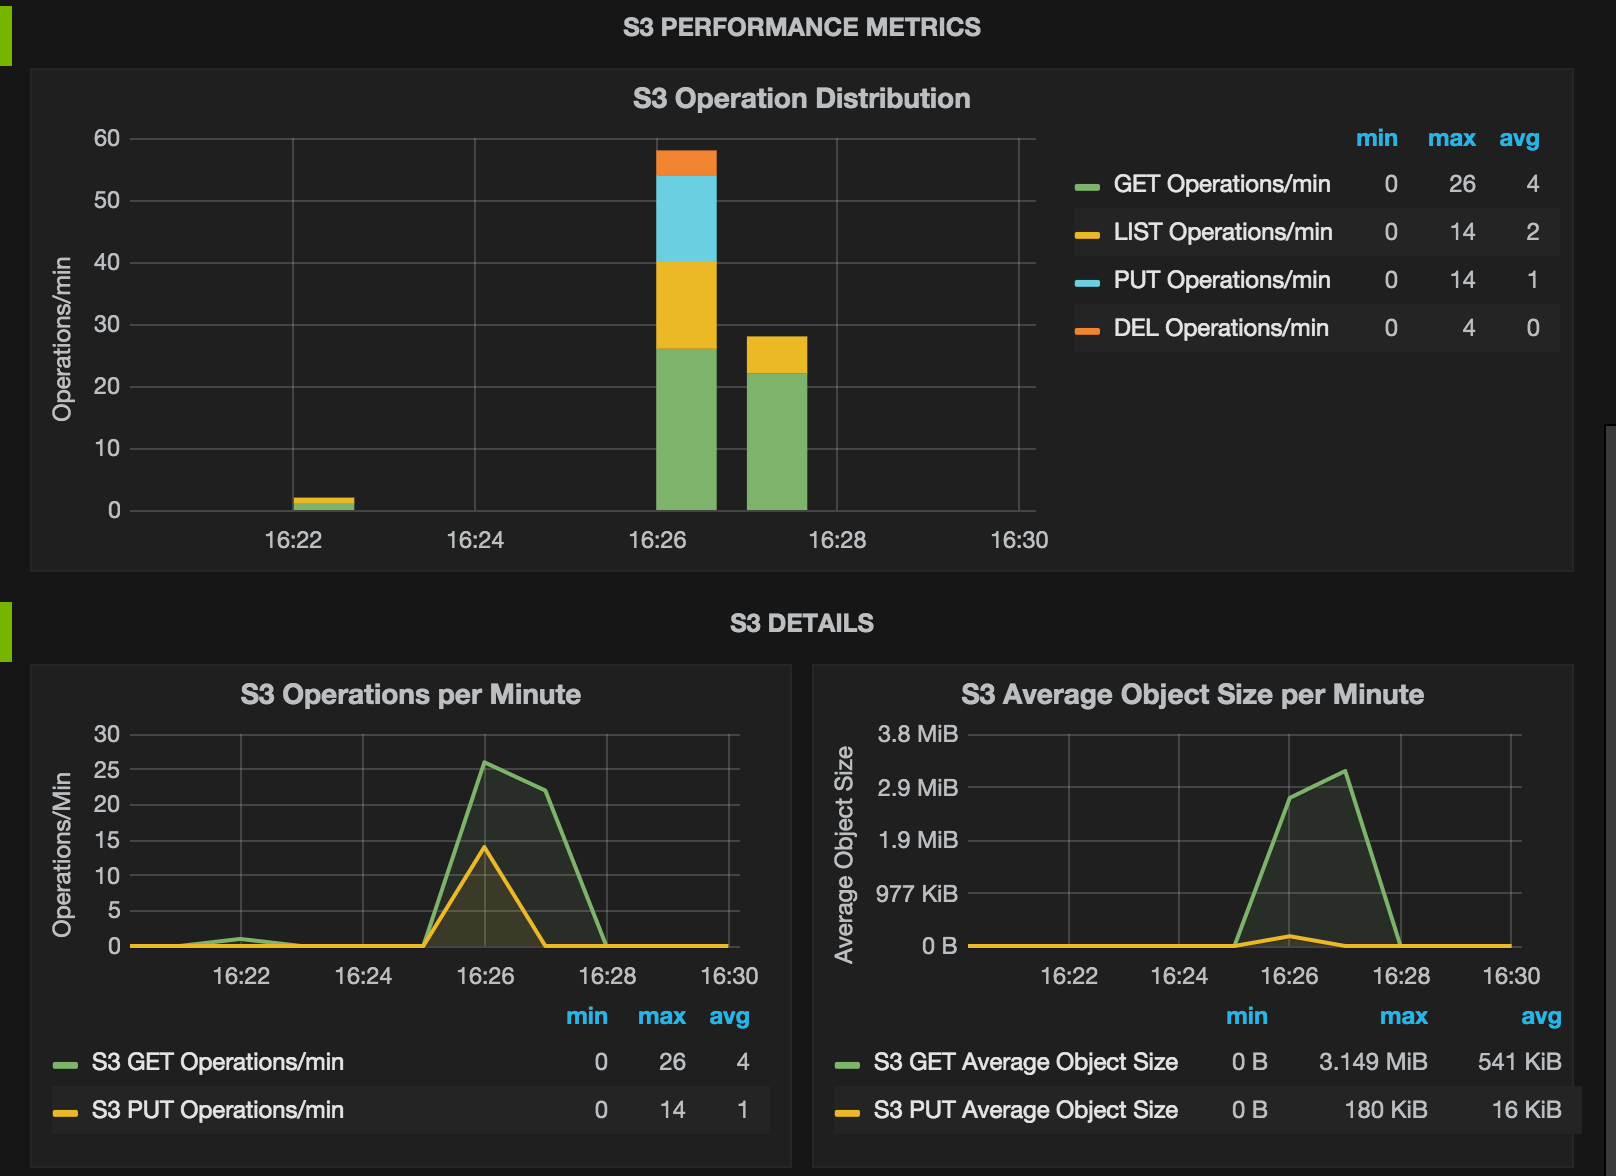 S3 PERFORMANCE METRICS
S3 Operation Distribution
Operations/min
60
50
40
30
20
10
0
16:22 16:24 16:26 16:28 16:30
min max avg
GET Operations/min 0 26 4
LIST Operations/min 0 14 2
PUT Operations/min 0 14 1
DEL Operations/min 0 4 0
S3 DETAILS
S3 Operations per Minute
Operations/Min
30
25
20
15
10
5
0
16:22 16:24 16:26 16:28 16:30
min max avg
S3 GET Operations/min 0 26 4
S3 PUT Operations/min 0 14 1
S3 Average Object Size per Minute
Average Object Size
3.8 MiB
2.9 MiB
1.9 MiB
977 KiB
0 B
16:22 16:24 16:26 16:28 16:30
min max avg
S3 GET Average Object Size 0 B 3.149 MiB 541 KiB
S3 PUT Average Object Size 0 B 180 KiB 16 KiB